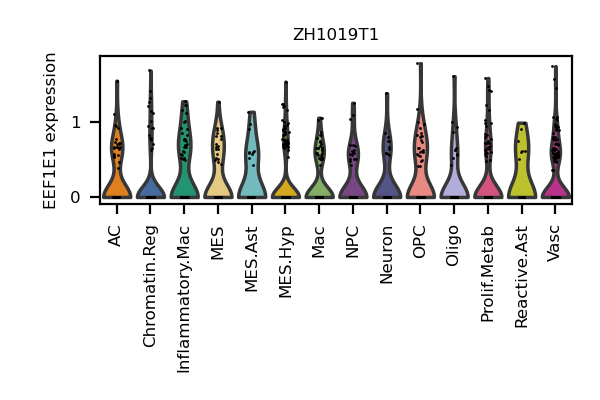 ZH1019T1
EEF1E1 expression
1
0
AC
Chromatin.Reg
Inflammatory.Mac
MES
MES.Ast
MES.Hyp
Mac
NPC
Neuron
OPC
Oligo
Prolif.Metab
Reactive.Ast
Vasc